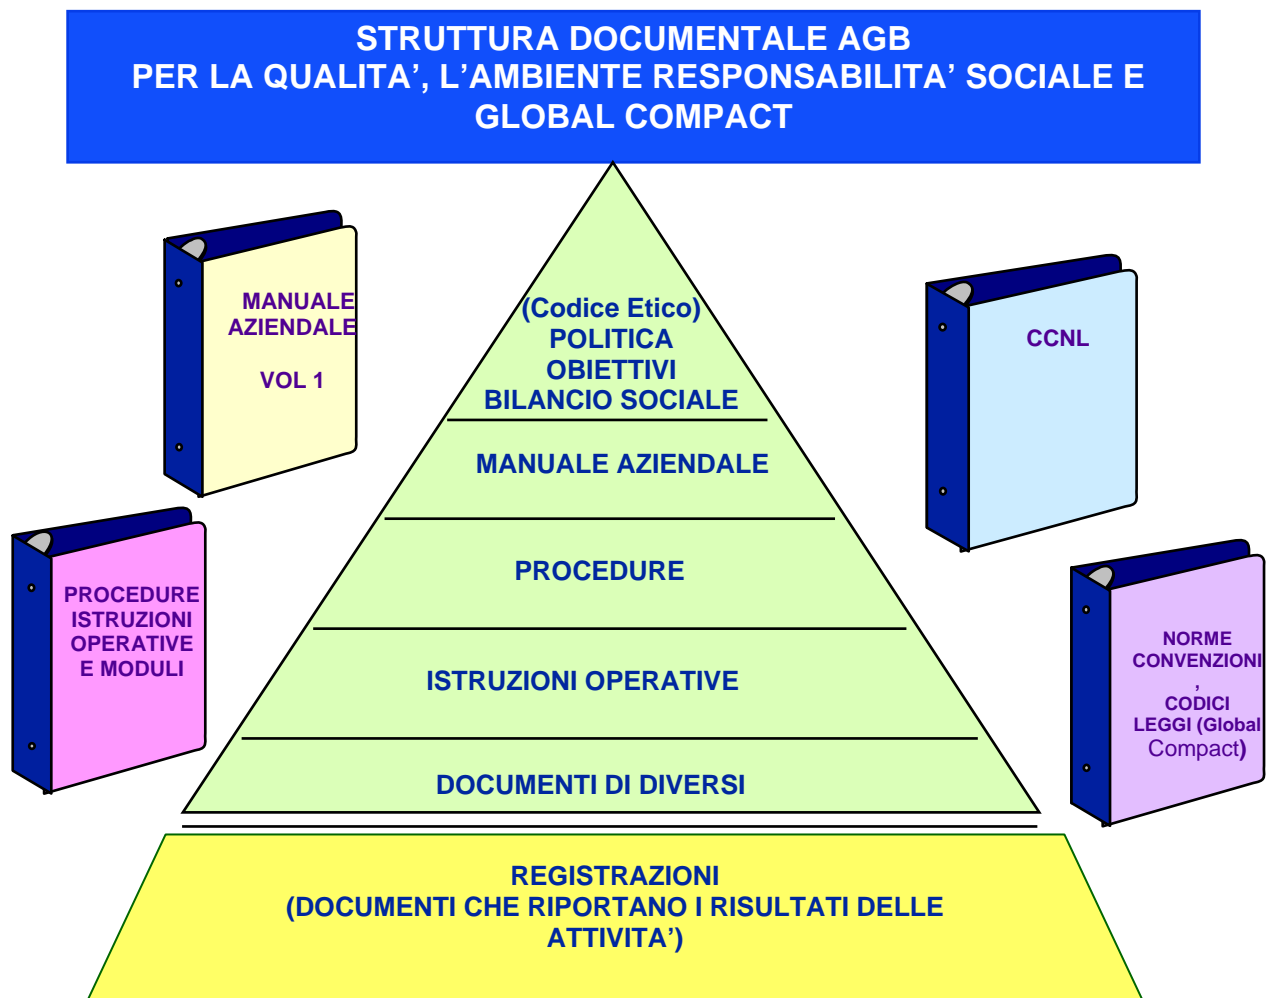 STRUTTURA DOCUMENTALE AGB
PER LA QUALITA’, L’AMBIENTE RESPONSABILITA’ SOCIALE E
GLOBAL COMPACT
MANUALE
AZIENDALE
VOL 1
(Codice Etico)
POLITICA
OBIETTIVI
BILANCIO SOCIALE
CCNL
MANUALE AZIENDALE
PROCEDURE
PROCEDURE
ISTRUZIONI
OPERATIVE
E MODULI
NORME
CONVENZIONI
,
CODICI
LEGGI (Global
Compact)
ISTRUZIONI OPERATIVE
DOCUMENTI DI DIVERSI
REGISTRAZIONI
(DOCUMENTI CHE RIPORTANO I RISULTATI DELLE
ATTIVITA’)